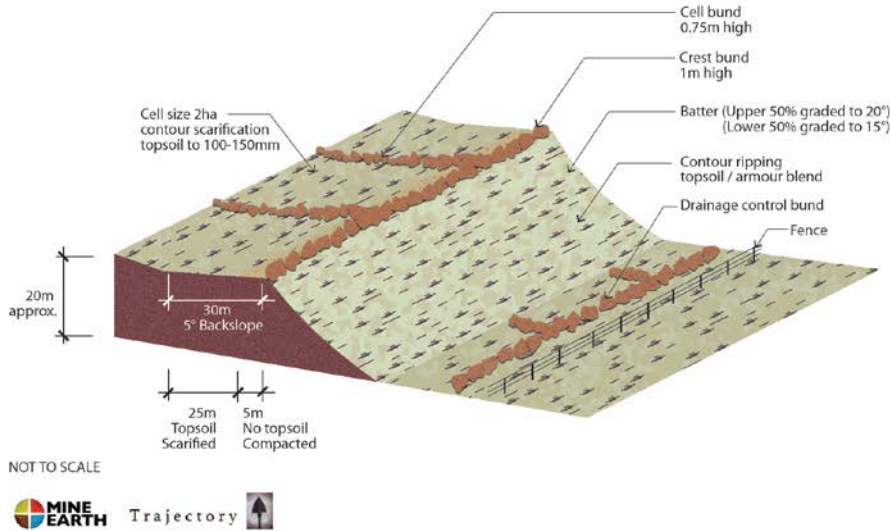 Cell bund
0.75m high
Crest bund
1m high
Cell size 2ha
contour scarification
topsoil to 100-150mm
Batter (Upper 50% graded to 20°)
(Lower 50% graded to 15°)
Contour ripping
topsoil / armour blend
Drainage control bund
Fence
20m
approx.
30m
5° Backslope
25m
Topsoil
Scarified
5m
No topsoil
Compacted
NOT TO SCALE
MINE
EARTH
Trajectory